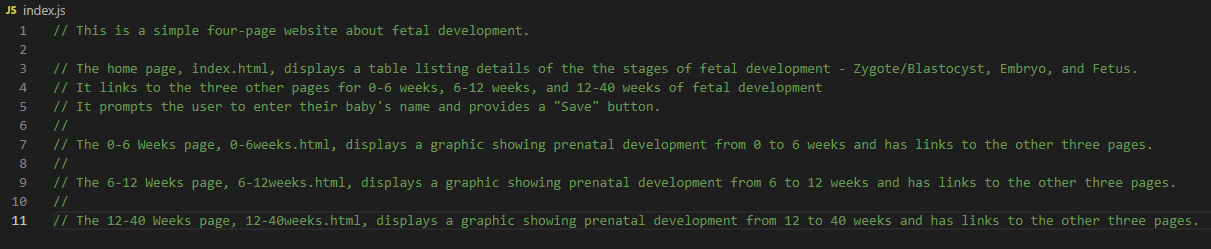 JS index.js
1 // This is a simple four-page website about fetal development.
2
3 // The home page, index.html, displays a table listing details of the the stages of fetal development - Zygote/Blastocyst, Embryo, and Fetus.
4 // It links to the three other pages for 0-6 weeks, 6-12 weeks, and 12-40 weeks of fetal development
5 // It prompts the user to enter their baby's name and provides a "Save" button.
6 //
7 // The 0-6 Weeks page, 0-6weeks.html, displays a graphic showing prenatal development from 0 to 6 weeks and has links to the other three pages.
8 //
9 // The 6-12 Weeks page, 6-12weeks.html, displays a graphic showing prenatal development from 6 to 12 weeks and has links to the other three pages.
10 //
11 // The 12-40 Weeks page, 12-40weeks.html, displays a graphic showing prenatal development from 12 to 40 weeks and has links to the other three pages.